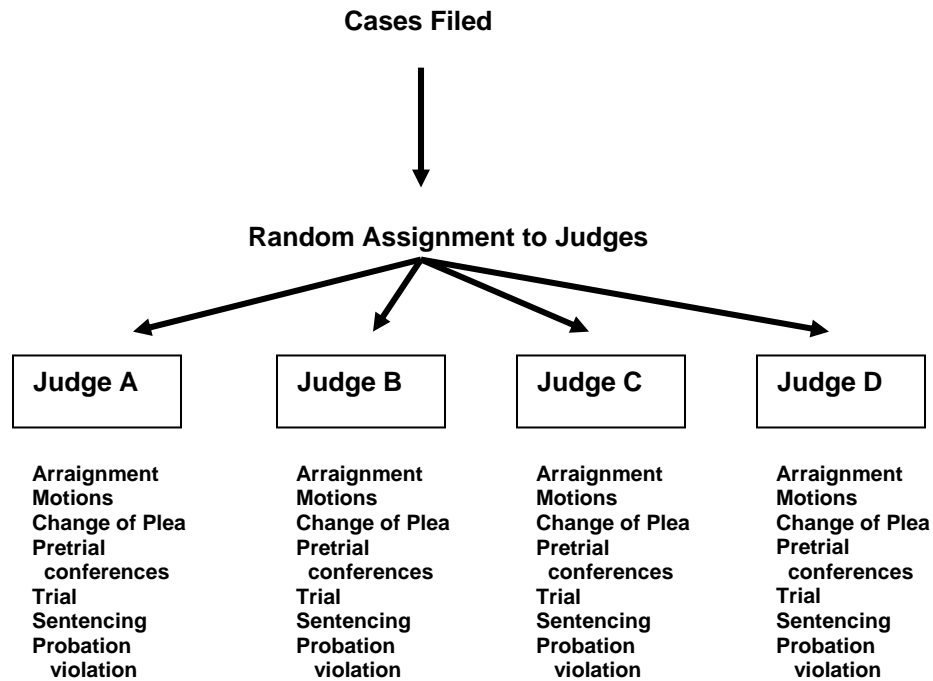 Cases Filed
Random Assignment to Judges
Judge A
Judge B
Judge C
Judge D
Arraignment
Motions
Change of Plea
Pretrial
conferences
Trial
Sentencing
Probation
violation
Arraignment
Motions
Change of Plea
Pretrial
conferences
Trial
Sentencing
Probation
violation
Arraignment
Motions
Change of Plea
Pretrial
conferences
Trial
Sentencing
Probation
violation
Arraignment
Motions
Change of Plea
Pretrial
conferences
Trial
Sentencing
Probation
violation